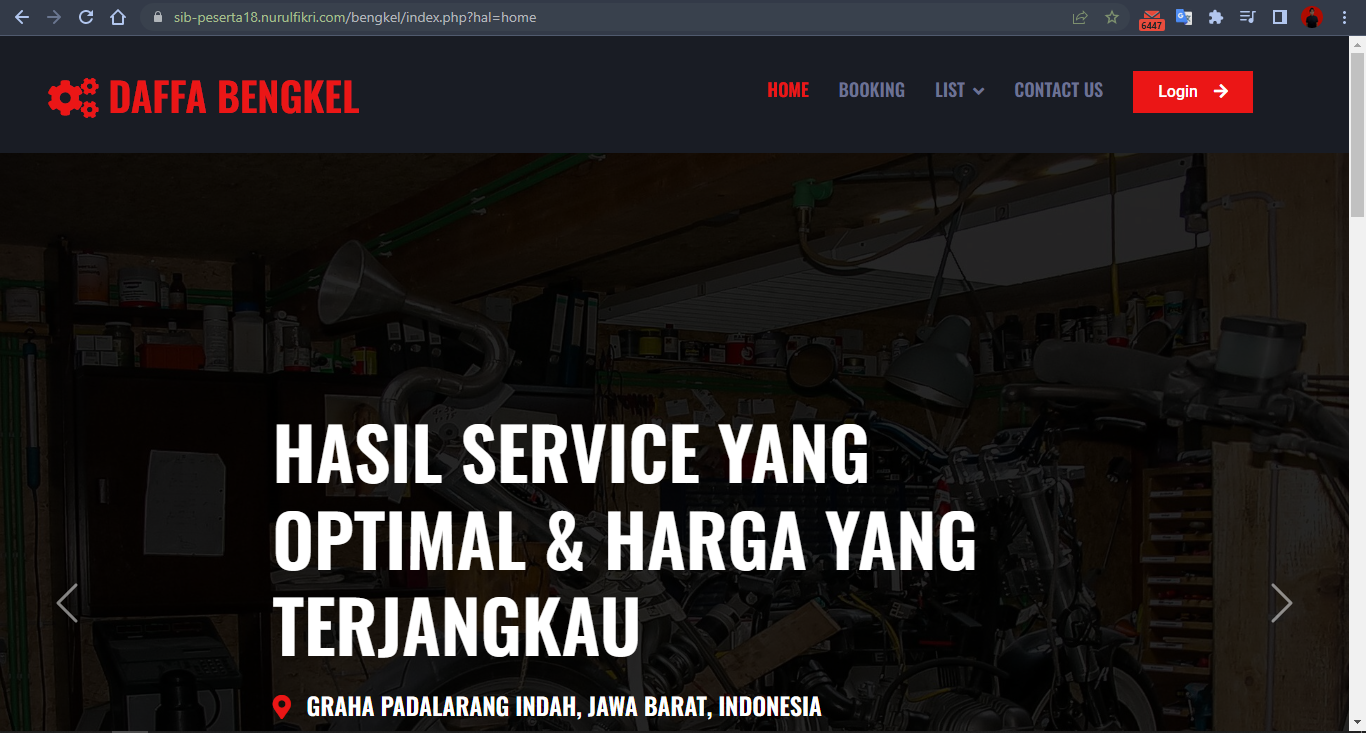 sib-peserta18.nurulfikri.com/bengkel/index.php?hal=home
6447
DAFFA BENGKEL
HOME
BOOKING
LIST
CONTACT US
Login
HASIL SERVICE YANG
OPTIMAL & HARGA YANG
TERJANGKAU
GRAHA PADALARANG INDAH, JAWA BARAT, INDONESIA